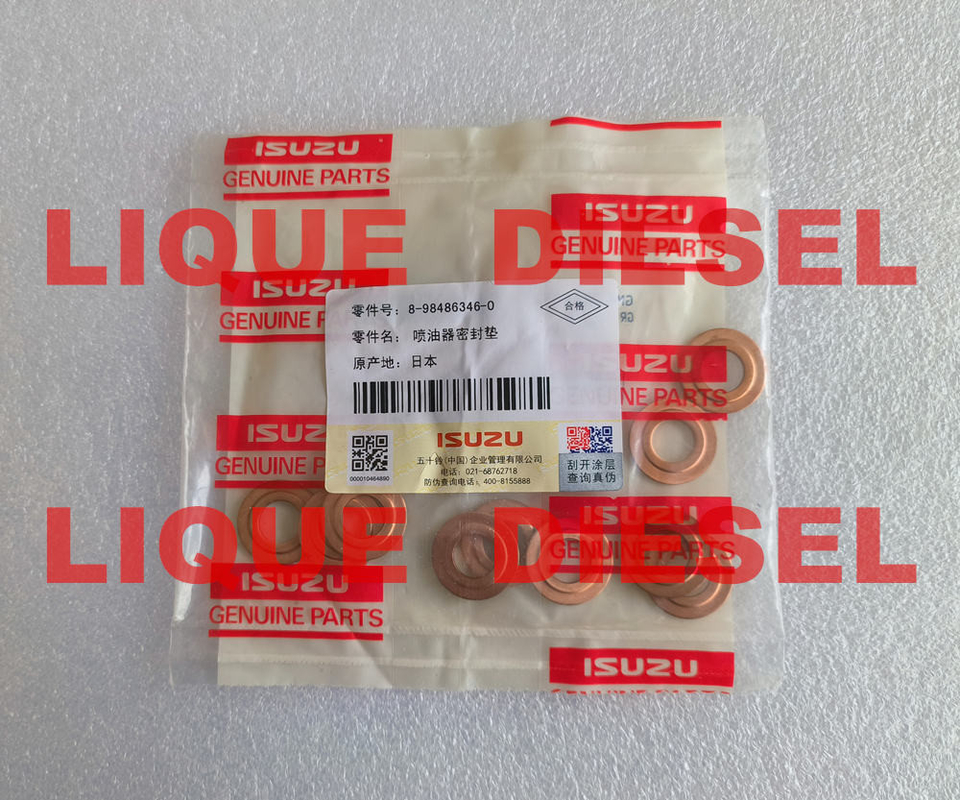 ISUZU
GENUINE PARTS
ISUZU
GENUINE PARTS
LIQUE DIESEL
ISUZU
GENUINE P
零件号：8-98486346-0
合格
零件名：喷油器密封垫
原产地：日本
ISUZU
NE PARTS
ISUZ
GENUINE
ISUZU
五十铃(中国)企业管理有限公司
电话：021-68762718
防伪查询电话：400-8155888
000010464890
刮开涂层
查询真伪
ISUZU
GENUINE PARTS
LIQUE DIESEL
ISUZU
GENUINE PARTS
ISUZU